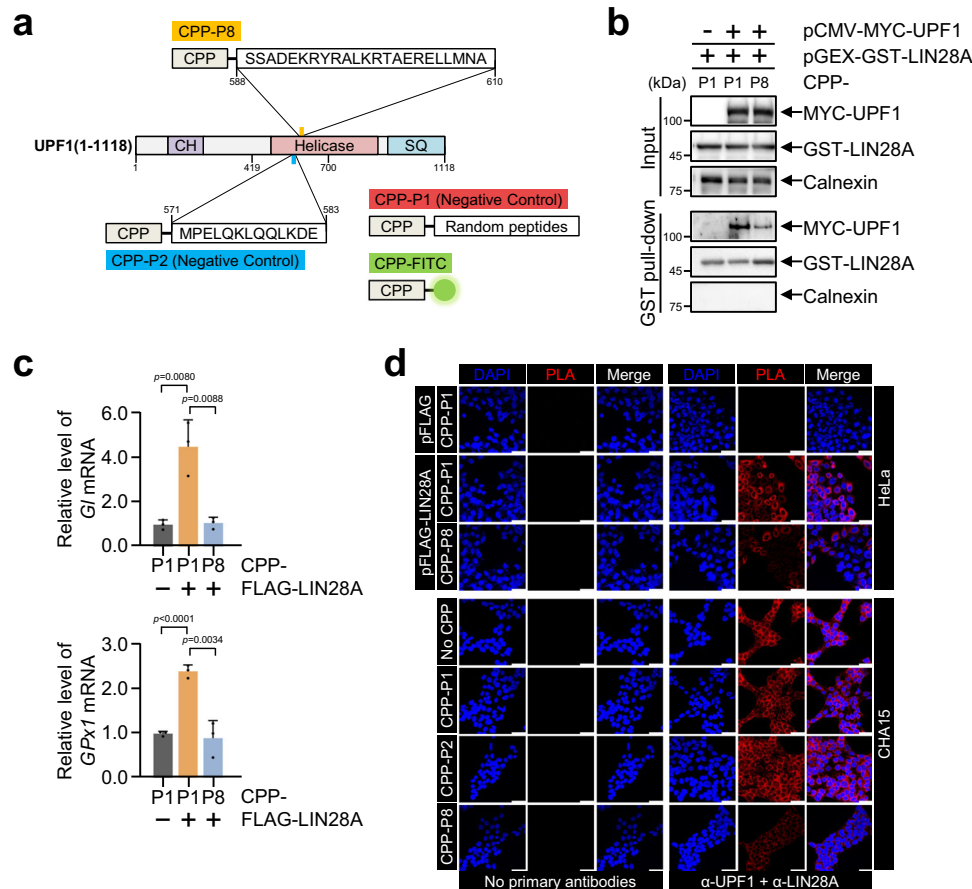 a
CPP-P8
CPP
SSADEKRYRALKRTAERELLMNA
588
610
UPF1(1-1118)
CH
Helicase
SQ
1
419
700
1118
571
583
CPP
MPELQKLQQLKDE
CPP-P2 (Negative Control)
CPP-P1 (Negative Control)
CPP
Random peptides
CPP-FITC
CPP
b
− + + pCMV-MYC-UPF1
+ + + pGEX-GST-LIN28A
(kDa) P1 P1 P8 CPP-
Input
100
MYC-UPF1
45
GST-LIN28A
75
Calnexin
GST pull-down
100
MYC-UPF1
45
GST-LIN28A
75
Calnexin
c
Relative level of
GI mRNA
p=0.0080
p=0.0088
6.0
4.0
2.0
0.0
P1 P1 P8 CPP-
− + + FLAG-LIN28A
Relative level of
GPx1 mRNA
p<0.0001
p=0.0034
3.0
2.0
1.0
0.0
P1 P1 P8 CPP-
− + + FLAG-LIN28A
d
DAPI PLA Merge DAPI PLA Merge
pFLAG
CPP-P1
pFLAG-LIN28A
CPP-P1
CPP-P8
HeLa
No CPP
CPP-P1
CPP-P2
CPP-P8
CHA15
No primary antibodies
α-UPF1 + α-LIN28A